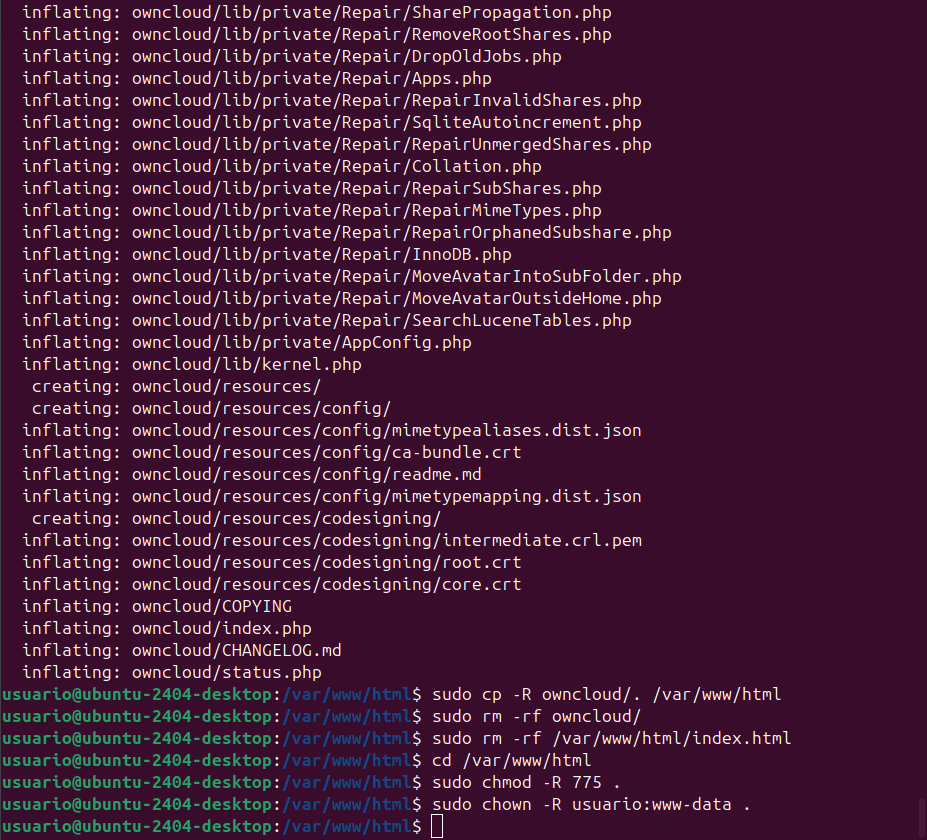 inflating: owncloud/lib/private/Repair/SharePropagation.php
inflating: owncloud/lib/private/Repair/RemoveRootShares.php
inflating: owncloud/lib/private/Repair/DropOldJobs.php
inflating: owncloud/lib/private/Repair/Apps.php
inflating: owncloud/lib/private/Repair/RepairInvalidShares.php
inflating: owncloud/lib/private/Repair/SqliteAutoincrement.php
inflating: owncloud/lib/private/Repair/RepairUnmergedShares.php
inflating: owncloud/lib/private/Repair/Collation.php
inflating: owncloud/lib/private/Repair/RepairSubShares.php
inflating: owncloud/lib/private/Repair/RepairMimeTypes.php
inflating: owncloud/lib/private/Repair/RepairOrphanedSubshare.php
inflating: owncloud/lib/private/Repair/InnoDB.php
inflating: owncloud/lib/private/Repair/MoveAvatarIntoSubFolder.php
inflating: owncloud/lib/private/Repair/MoveAvatarOutsideHome.php
inflating: owncloud/lib/private/Repair/SearchLuceneTables.php
inflating: owncloud/lib/private/AppConfig.php
inflating: owncloud/lib/kernel.php
creating: owncloud/resources/
creating: owncloud/resources/config/
inflating: owncloud/resources/config/mimetypealiases.dist.json
inflating: owncloud/resources/config/ca-bundle.crt
inflating: owncloud/resources/config/readme.md
inflating: owncloud/resources/config/mimetypemapping.dist.json
creating: owncloud/resources/codesigning/
inflating: owncloud/resources/codesigning/intermediate.crl.pem
inflating: owncloud/resources/codesigning/root.crt
inflating: owncloud/resources/codesigning/core.crt
inflating: owncloud/COPYING
inflating: owncloud/index.php
inflating: owncloud/CHANGELOG.md
inflating: owncloud/status.php
usuario@ubuntu-2404-desktop:/var/www/html$ sudo cp -R owncloud/. /var/www/html
usuario@ubuntu-2404-desktop:/var/www/html$ sudo rm -rf owncloud/
usuario@ubuntu-2404-desktop:/var/www/html$ sudo rm -rf /var/www/html/index.html
usuario@ubuntu-2404-desktop:/var/www/html$ cd /var/www/html
usuario@ubuntu-2404-desktop:/var/www/html$ sudo chmod -R 775 .
usuario@ubuntu-2404-desktop:/var/www/html$ sudo chown -R usuario:www-data .
usuario@ubuntu-2404-desktop:/var/www/html$